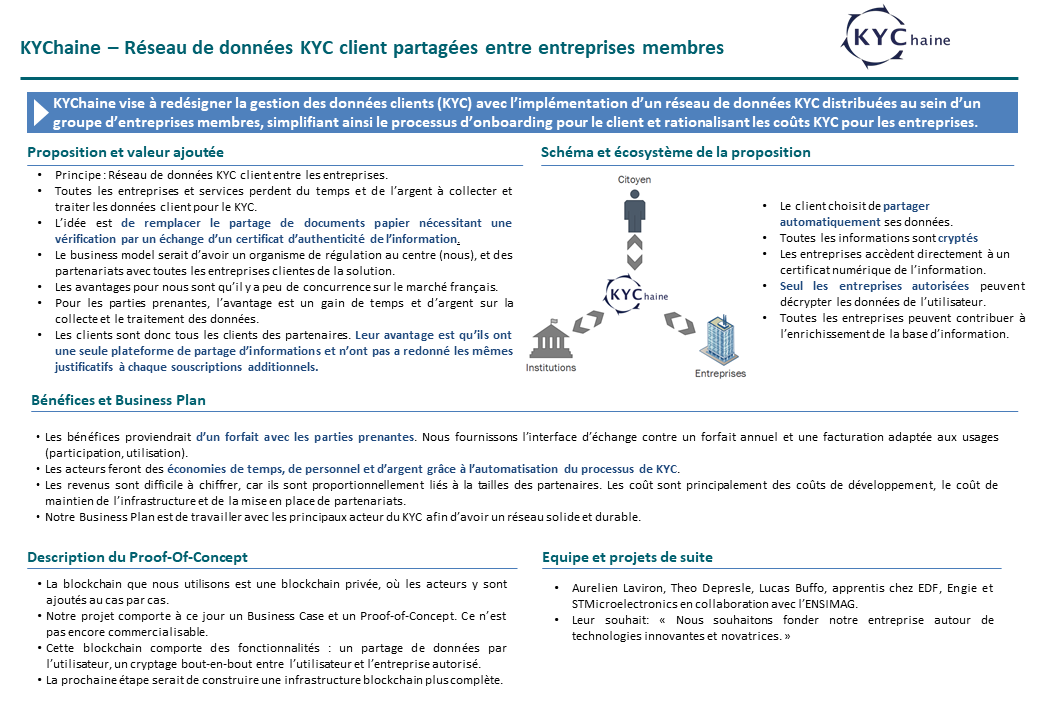 KYChaine – Réseau de données KYC client partagées entre entreprises membres
KYChaine
KYChaine vise à redésigner la gestion des données clients (KYC) avec l'implémentation d'un réseau de données KYC distribuées au sein d'un
groupe d'entreprises membres, simplifiant ainsi le processus d'onboarding pour le client et rationalisant les coûts KYC pour les entreprises.
Proposition et valeur ajoutée
• Principe : Réseau de données KYC client entre les entreprises.
• Toutes les entreprises et services perdent du temps et de l'argent à collecter et
traiter les données client pour le KYC.
• L'idée est de remplacer le partage de documents papier nécessitant une
vérification par un échange d'un certificat d'authenticité de l'information.
• Le business model serait d'avoir un organisme de régulation au centre (nous), et des
partenariats avec toutes les entreprises clientes de la solution.
• Les avantages pour nous sont qu'il y a peu de concurrence sur le marché français.
• Pour les parties prenantes, l'avantage est un gain de temps et d'argent sur la
collecte et le traitement des données.
• Les clients sont donc tous les clients des partenaires. Leur avantage est qu'ils ont
une seule plateforme de partage d'informations et n'ont pas a redonné les mêmes
justificatifs à chaque souscriptions additionnels.
Schéma et écosystème de la proposition
Citoyen
KYChaine
Institutions
Entreprises
• Le client choisit de partager
automatiquement ses données.
• Toutes les informations sont cryptés
• Les entreprises accèdent directement à un
certificat numérique de l'information.
• Seul les entreprises autorisées peuvent
décrypter les données de l'utilisateur.
• Toutes les entreprises peuvent contribuer à
l'enrichissement de la base d'information.
Bénéfices et Business Plan
• Les bénéfices proviendrait d'un forfait avec les parties prenantes. Nous fournissons l'interface d'échange contre un forfait annuel et une facturation adaptée aux usages
(participation, utilisation).
• Les acteurs feront des économies de temps, de personnel et d'argent grâce à l'automatisation du processus de KYC.
• Les revenus sont difficile à chiffrer, car ils sont proportionnellement liés à la tailles des partenaires. Les coût sont principalement des coûts de développement, le coût de
maintien de l'infrastructure et de la mise en place de partenariats.
• Notre Business Plan est de travailler avec les principaux acteur du KYC afin d'avoir un réseau solide et durable.
Description du Proof-Of-Concept
• La blockchain que nous utilisons est une blockchain privée, où les acteurs y sont
ajoutés au cas par cas.
• Notre projet comporte à ce jour un Business Case et un Proof-of-Concept. Ce n'est
pas encore commercialisable.
• Cette blockchain comporte des fonctionnalités : un partage de données par
l'utilisateur, un cryptage bout-en-bout entre l'utilisateur et l'entreprise autorisé.
• La prochaine étape serait de construire une infrastructure blockchain plus complète.
Equipe et projets de suite
• Aurelien Laviron, Theo Depresle, Lucas Buffo, apprentis chez EDF, Engie et
STMicroelectronics en collaboration avec l'ENSIMAG.
• Leur souhait: « Nous souhaitons fonder notre entreprise autour de
technologies innovantes et novatrices. »